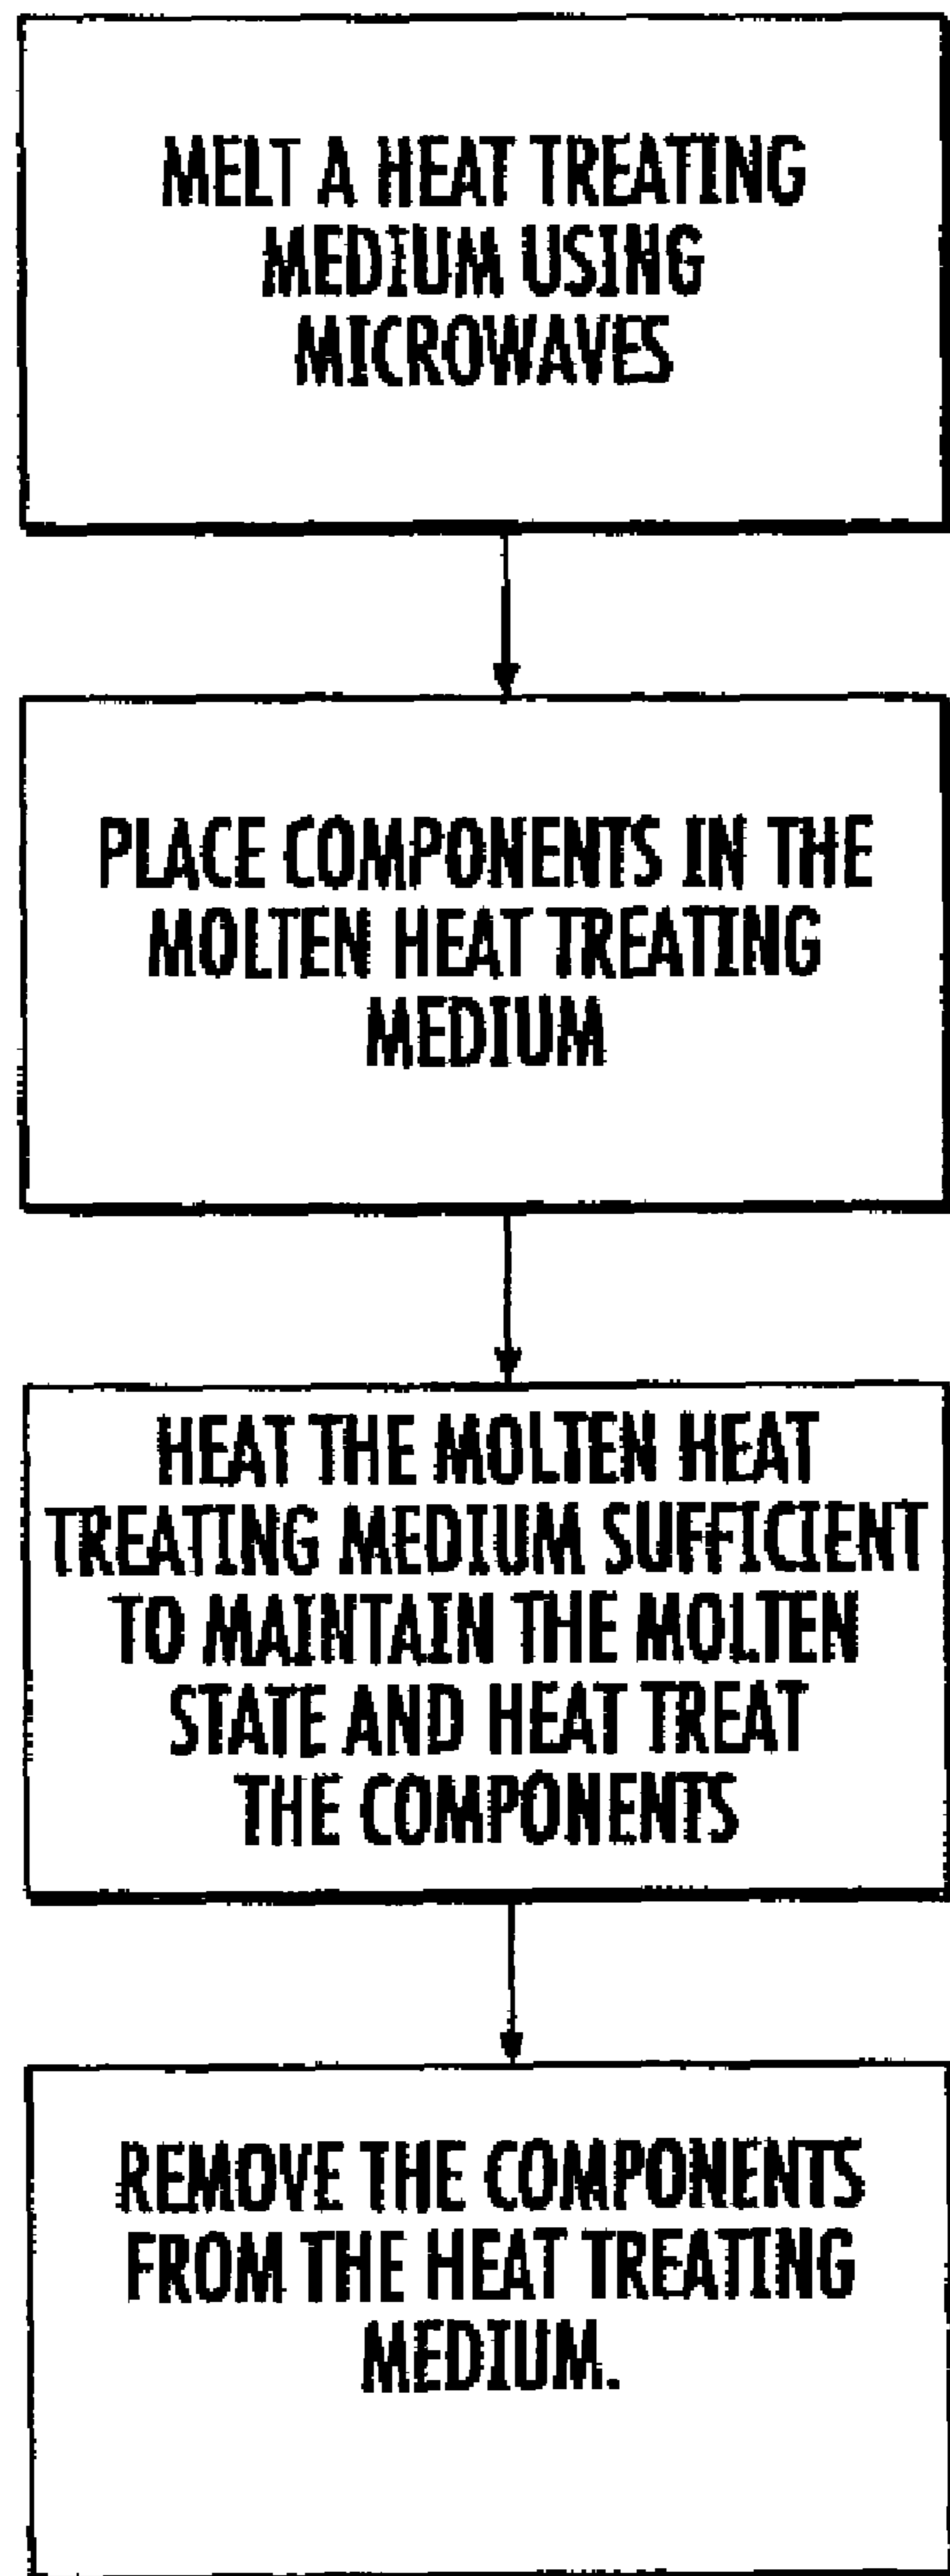 MELT A HEAT TREATING
MEDIUM USING
MICROWAVES
PLACE COMPONENTS IN THE
MOLTEN HEAT TREATING
MEDIUM
HEAT THE MOLTEN HEAT
TREATING MEDIUM SUFFICIENT
TO MAINTAIN THE MOLTEN
STATE AND HEAT TREAT
THE COMPONENTS
REMOVE THE COMPONENTS
FROM THE HEAT TREATING
MEDIUM.